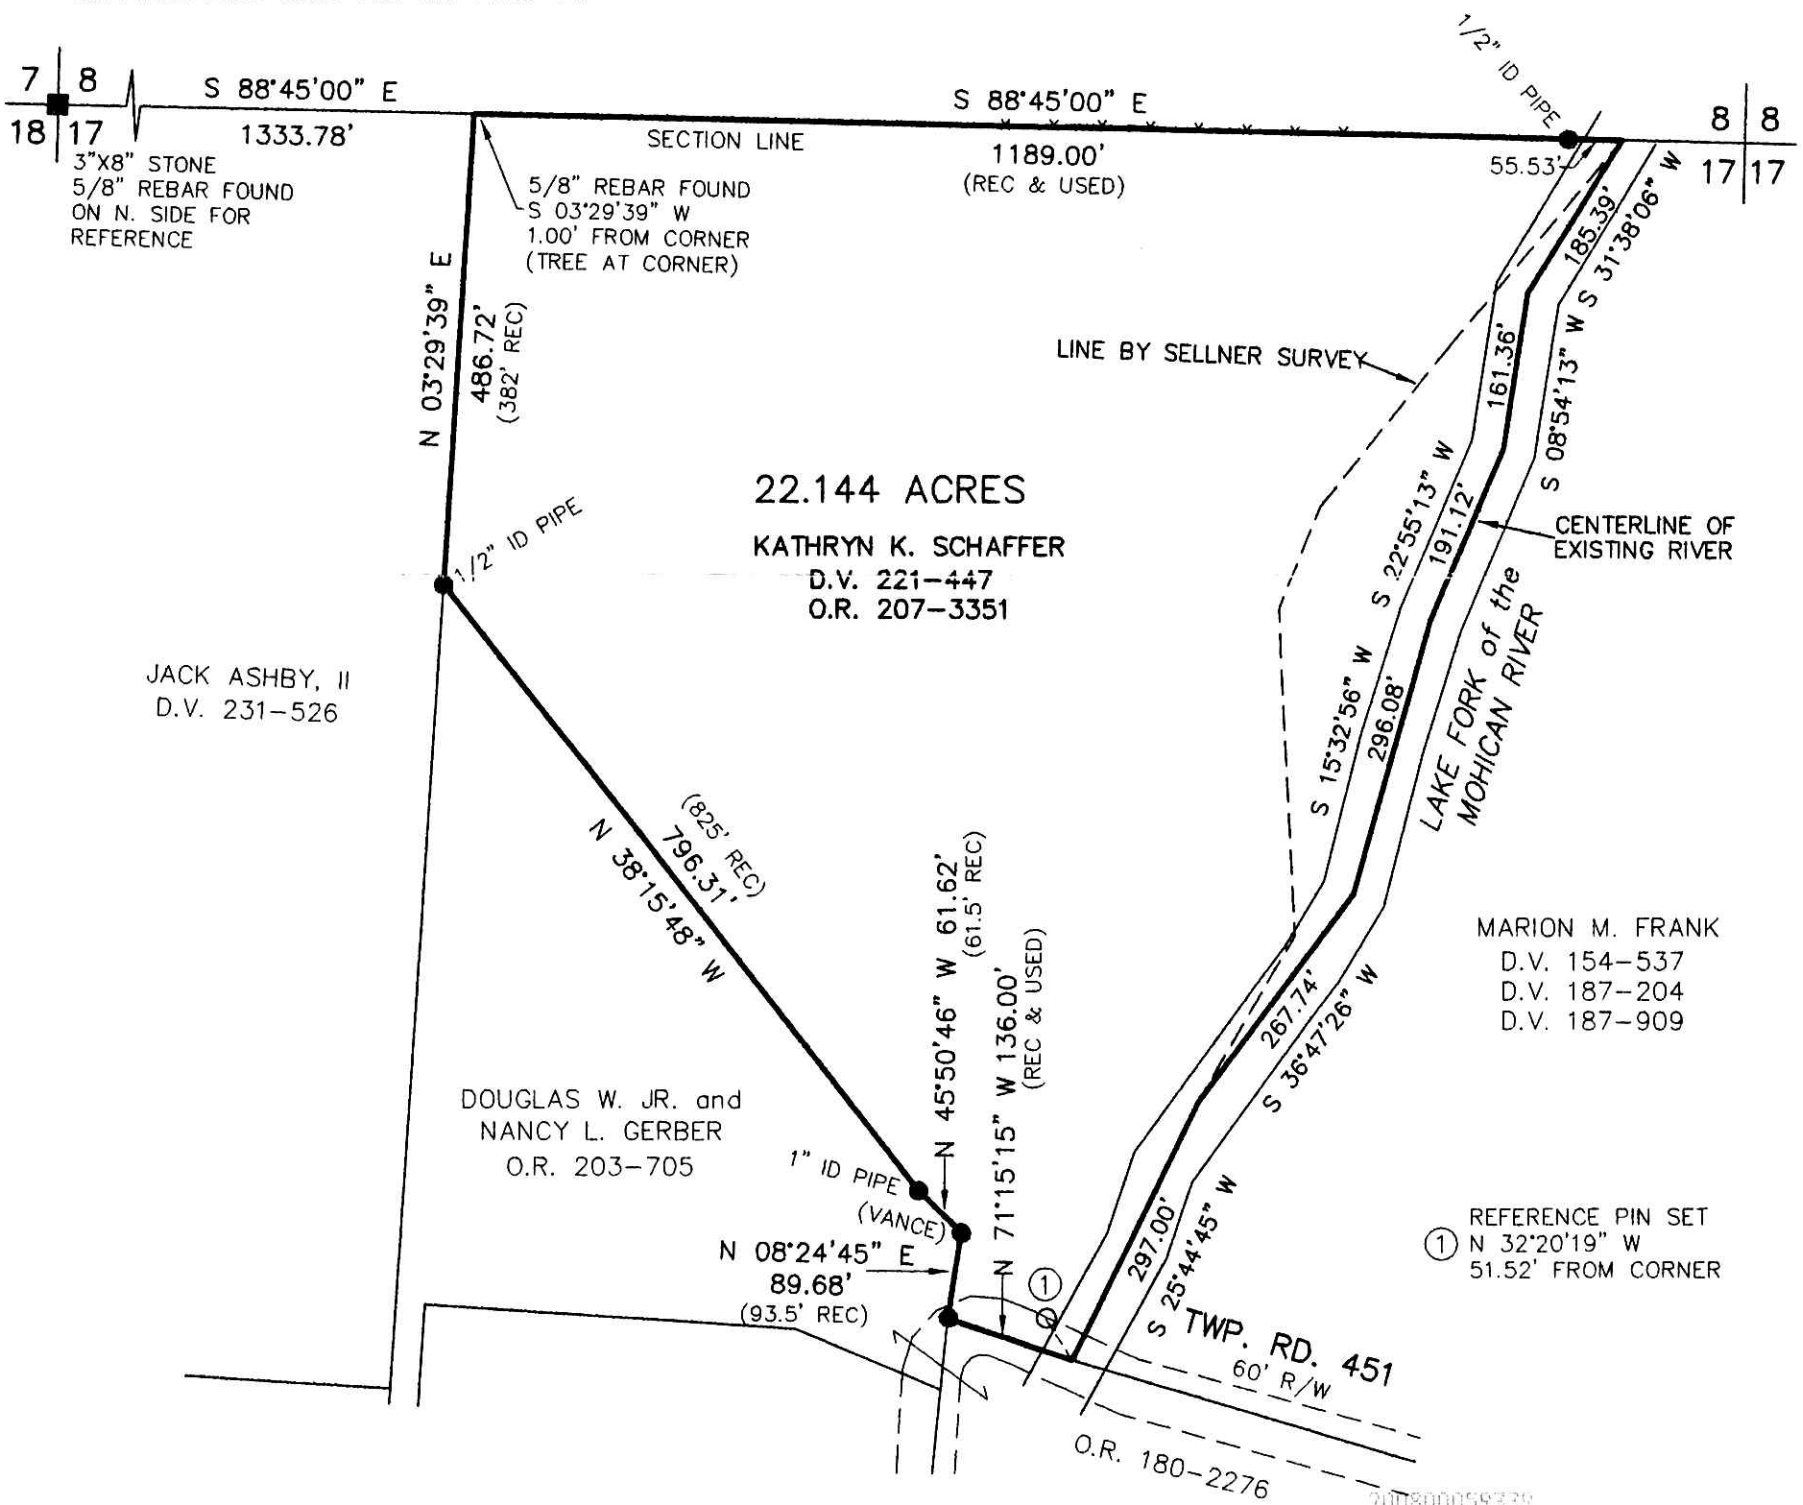 7 8
18 17
S 88°45'00" E
1333.78'
3"X8" STONE
5/8" REBAR FOUND
ON N. SIDE FOR
REFERENCE
S 88°45'00" E
SECTION LINE
1189.00'
(REC & USED)
1/2" ID PIPE
55.53'
8 8
17 17
5/8" REBAR FOUND
S 03°29'39" W
1.00' FROM CORNER
(TREE AT CORNER)
N 03°29'39" E
486.72'
(382' REC)
185.39'
S 31°38'06" W
LINE BY SELLNER SURVEY
161.36'
S 08°54'13" W
22.144 ACRES
KATHRYN K. SCHAFFER
D.V. 221-447
O.R. 207-3351
S 22°55'13" W
191.12'
CENTERLINE OF
EXISTING RIVER
1/2" ID PIPE
JACK ASHBY, II
D.V. 231-526
S 15°32'56" W
296.08'
LAKE FORK of the
MOHICAN RIVER
(825' REC)
796.31'
N 38°15'48" W
N 45°50'46" W 61.62'
(61.5' REC)
N 71°15'15" W 136.00'
(REC & USED)
MARION M. FRANK
D.V. 154-537
D.V. 187-204
D.V. 187-909
267.74'
S 36°47'26" W
DOUGLAS W. JR. and
NANCY L. GERBER
O.R. 203-705
1" ID PIPE
(VANCE)
N 08°24'45" E
89.68'
(93.5' REC)
1
297.00'
S 25°44'45" W
REFERENCE PIN SET
1 N 32°20'19" W
51.52' FROM CORNER
TWP. RD. 451
60' R/W
O.R. 180-2276